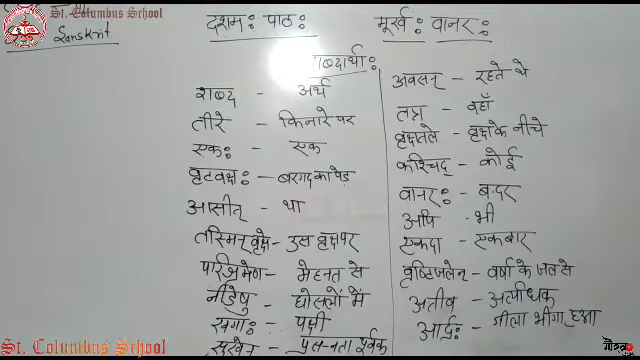 St. Columbus School
Sub- Sanskrit
दशमः पाठः मूर्खः वानरः
शब्दार्थाः
शब्द - अर्थ
तीरे - किनारे पर
एकः - एक
वटवृक्षः - बरगद का पेड़
आसीत् - था
तस्मिन् वृक्षे - उस वृक्ष पर
परिश्रमेण - मेहनत से
नीडेषु - घोसलों में
खगाः - पक्षी
सुखेन - प्रसन्नता पूर्वक
अवसन् - रहते थे
तत्र - वहाँ
वृक्षतले - वृक्ष के नीचे
कश्चिद् - कोई
वानरः - बन्दर
अपि - भी
एकदा - एकबार
वृष्टिजलेन - वर्षा के जल से
अतीव - अत्यधिक
आर्द्रः - गीला भीगा हुआ
St. Columbus School